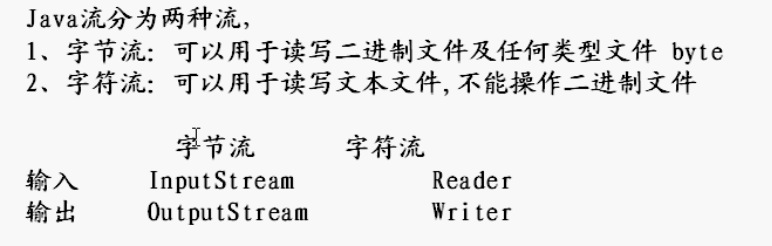 Java流分为两种流,
1、字节流: 可以用于读写二进制文件及任何类型文件 byte
2、字符流: 可以用于读写文本文件,不能操作二进制文件
字节流 字符流
输入 InputStream Reader
输出 OutputStream Writer